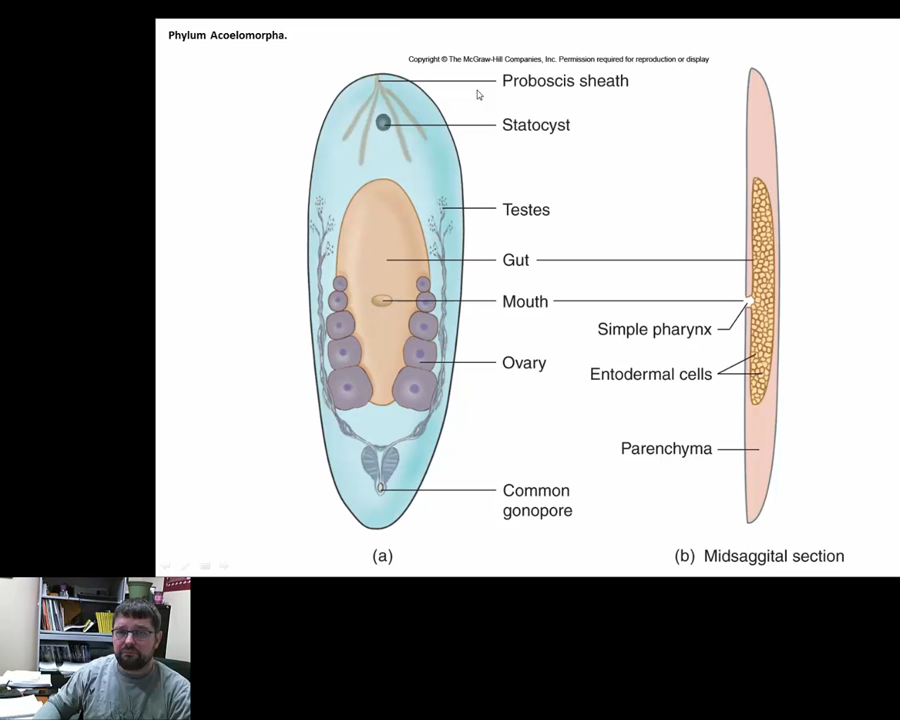 Phylum Acoelomorpha.
Copyright © The McGraw-Hill Companies, Inc. Permission required for reproduction or display
Proboscis sheath
Statocyst
Testes
Gut
Mouth
Simple pharynx
Ovary
Entodermal cells
Parenchyma
Common
gonopore
(a)
(b) Midsaggital section